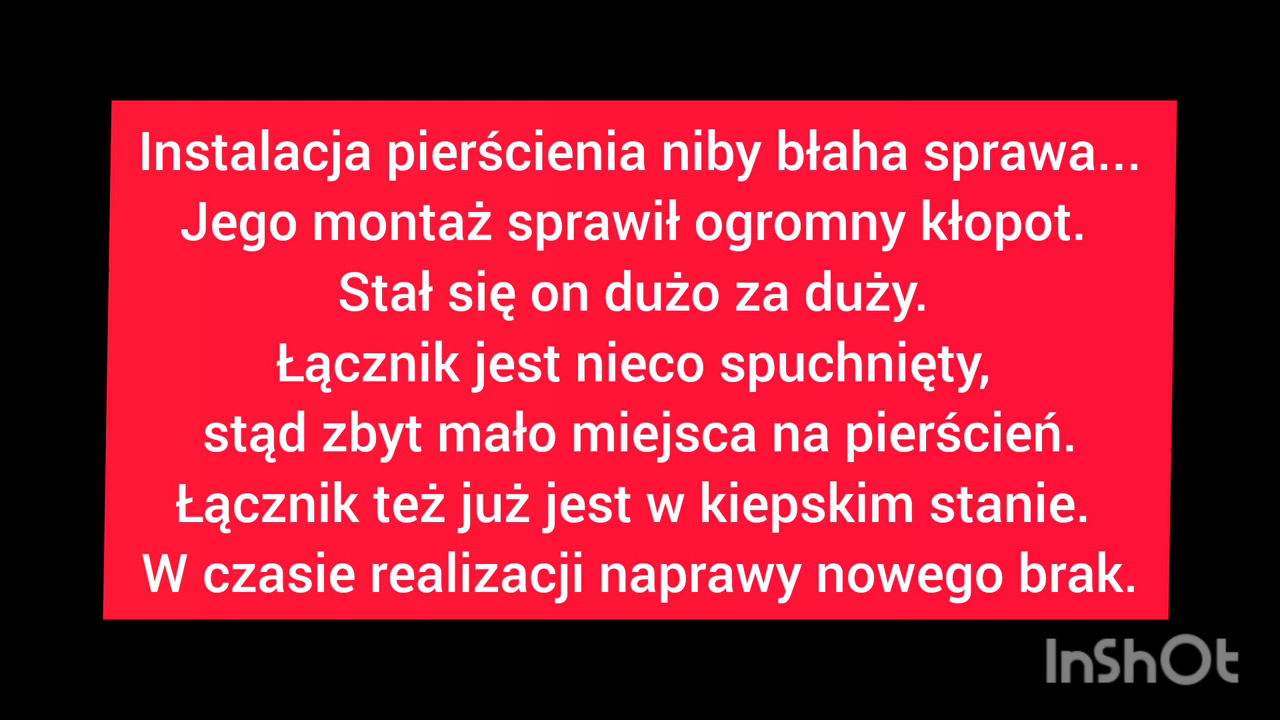 Instalacja pierścienia niby błaha sprawa...
Jego montaż sprawił ogromny kłopot.
Stał się on dużo za duży.
Łącznik jest nieco spuchnięty,
stąd zbyt mało miejsca na pierścień.
Łącznik też już jest w kiepskim stanie.
W czasie realizacji naprawy nowego brak.
InShOt